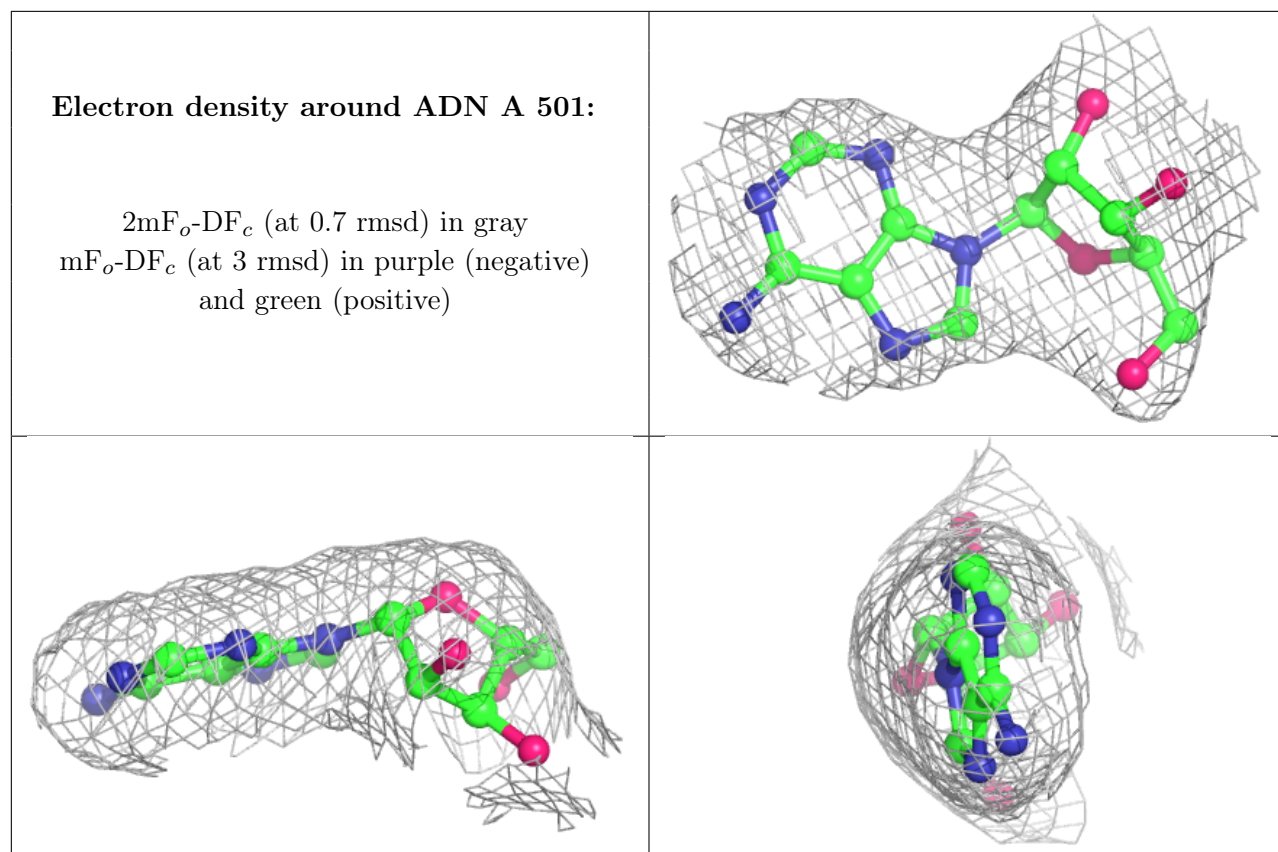 Electron density around ADN A 501:
2mFo-DFc (at 0.7 rmsd) in gray
mFo-DFc (at 3 rmsd) in purple (negative)
and green (positive)